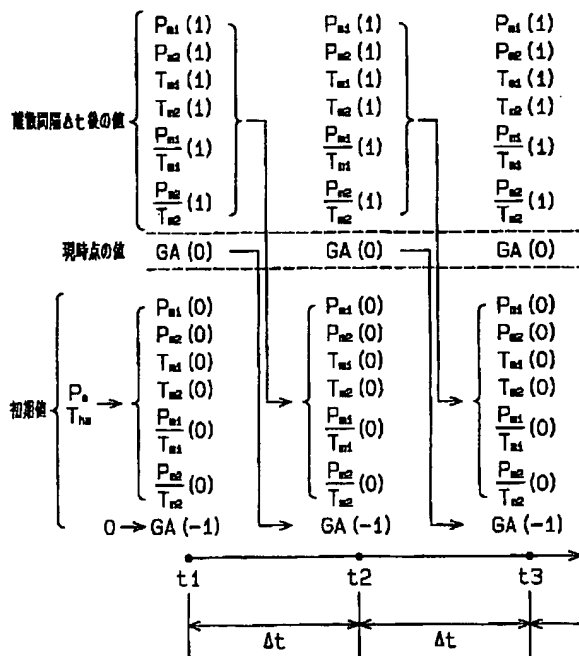 Pm1(1) Pm1(1) Pm1(1)
Pm2(1) Pm2(1) Pm2(1)
Tm1(1) Tm1(1) Tm1(1)
離散間隔Δt後の値 Tm2(1) Tm2(1) Tm2(1)
Pm1/Tm1(1) Pm1/Tm1(1) Pm1/Tm1(1)
Pm2/Tm2(1) Pm2/Tm2(1) Pm2/Tm2(1)
現時点の値 GA(0) GA(0) GA(0)
Pm1(0) Pm1(0) Pm1(0)
Pm2(0) Pm2(0) Pm2(0)
Tm1(0) Tm1(0) Tm1(0)
初期値 Pa Tha → Tm2(0) Tm2(0) Tm2(0)
Pm1/Tm1(0) Pm1/Tm1(0) Pm1/Tm1(0)
Pm2/Tm2(0) Pm2/Tm2(0) Pm2/Tm2(0)
0→GA(-1) GA(-1) GA(-1)
t1 t2 t3
Δt Δt